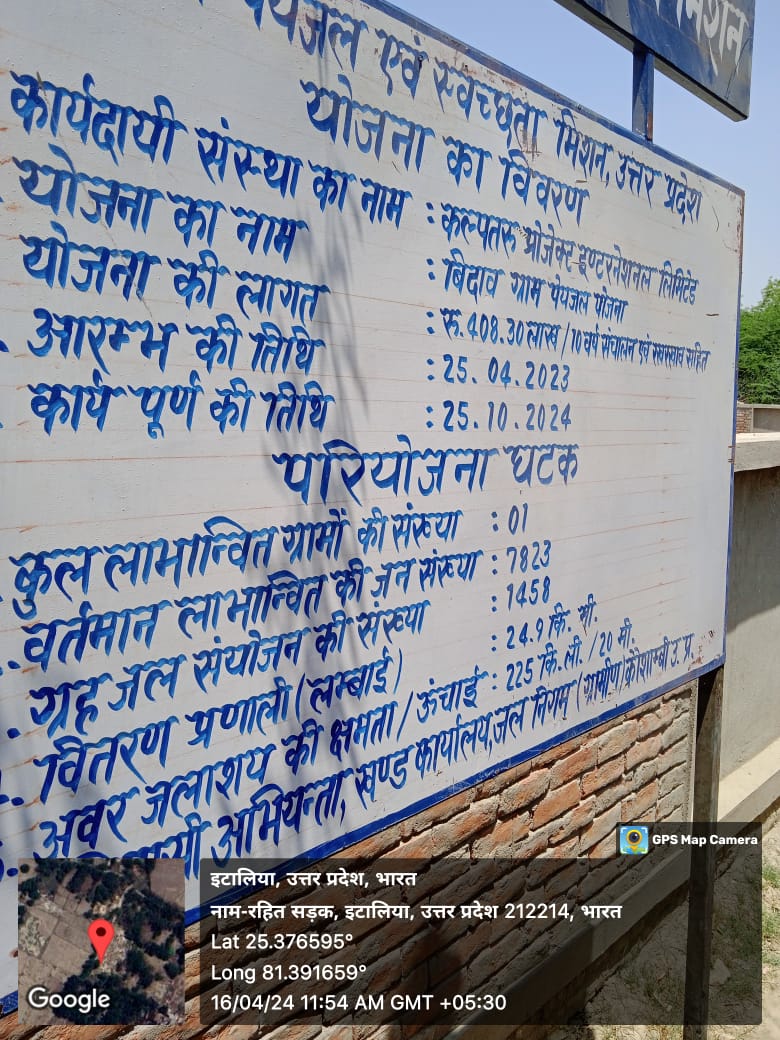 मिशन
पेयजल एवं स्वच्छता मिशन, उत्तर प्रदेश
योजना का विवरण
कार्यदायी संस्था का नाम : कल्पतरू प्रोजेक्ट इण्टरनेशनल लिमिटेड
योजना का नाम : बिदाव ग्राम पेयजल योजना
योजना की लागत : रू. 408.30 लाख / 10 वर्ष संचालन एवं रखरखाव सहित
आरम्भ की तिथि : 25.04.2023
कार्य पूर्ण की तिथि : 25.10.2024
परियोजना घटक
कुल लाभान्वित ग्रामों की संख्या : 01
वर्तमान लाभान्वित की जन संख्या : 7823
ग्रह जल संयोजन की संख्या : 1458
वितरण प्रणाली (लम्बाई) : 24.9 कि. मी.
अवर जलाशय की क्षमता / ऊंचाई : 225 कि. ली. / 20 मी.
अभियन्ता, खण्ड कार्यालय, जल निगम (ग्रामीण) कौशाम्बी उ. प्र.
GPS Map Camera
इटालिया, उत्तर प्रदेश, भारत
नाम-रहित सड़क, इटालिया, उत्तर प्रदेश 212214, भारत
Lat 25.376595°
Long 81.391659°
16/04/24 11:54 AM GMT +05:30
Google